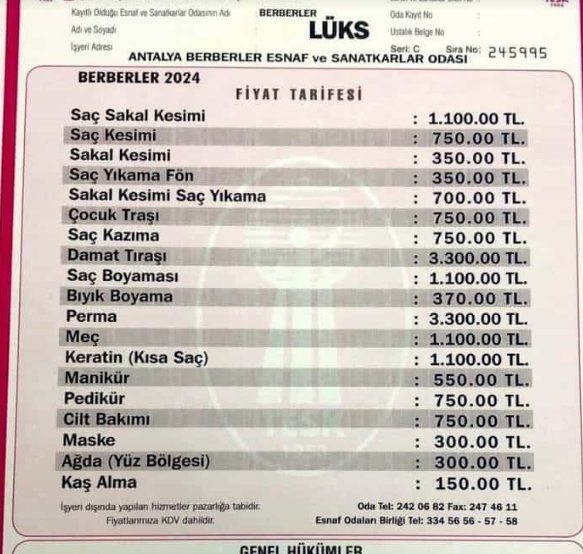 Kayıtlı Olduğu Esnaf ve Sanatkarlar Odasının Adı
BERBERLER
Oda Kayıt No :
Adı ve Soyadı :
LÜKS
Ustalık Belge No :
İşyeri Adresi :
Seri: C Sıra No: 245995
ANTALYA BERBERLER ESNAF ve SANATKARLAR ODASI
BERBERLER 2024
FİYAT TARİFESİ
Saç Sakal Kesimi : 1.100.00 TL.
Saç Kesimi : 750.00 TL.
Sakal Kesimi : 350.00 TL.
Saç Yıkama Fön : 350.00 TL.
Sakal Kesimi Saç Yıkama : 700.00 TL.
Çocuk Traşı : 750.00 TL.
Saç Kazıma : 750.00 TL.
Damat Tıraşı : 3.300.00 TL.
Saç Boyaması : 1.100.00 TL.
Bıyık Boyama : 370.00 TL.
Perma : 3.300.00 TL.
Meç : 1.100.00 TL.
Keratin (Kısa Saç) : 1.100.00 TL.
Manikür : 550.00 TL.
Pedikür : 750.00 TL.
Cilt Bakımı : 750.00 TL.
Maske : 300.00 TL.
Ağda (Yüz Bölgesi) : 300.00 TL.
Kaş Alma : 150.00 TL.
TESK
İşyeri dışında yapılan hizmetler pazarlığa tabidir.
Fiyatlarımıza KDV dahildir.
Oda Tel: 242 06 82 Fax: 247 46 11
Esnaf Odaları Birliği Tel: 334 56 56 - 57 - 58
GENEL HÜKÜMLER